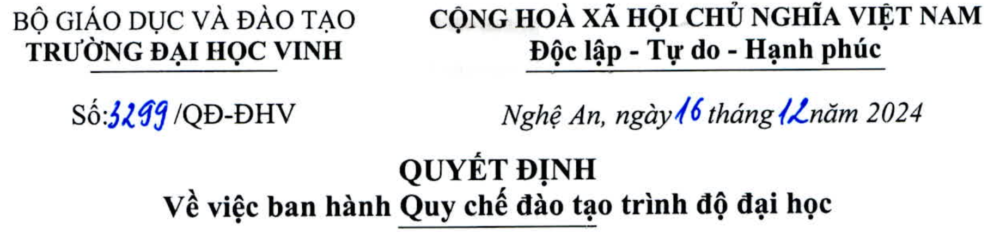 BỘ GIÁO DỤC VÀ ĐÀO TẠO
TRƯỜNG ĐẠI HỌC VINH
CỘNG HOÀ XÃ HỘI CHỦ NGHĨA VIỆT NAM
Độc lập - Tự do - Hạnh phúc
Số:3299/QĐ-ĐHV
Nghệ An, ngày 16 tháng 12 năm 2024
QUYẾT ĐỊNH
Về việc ban hành Quy chế đào tạo trình độ đại học